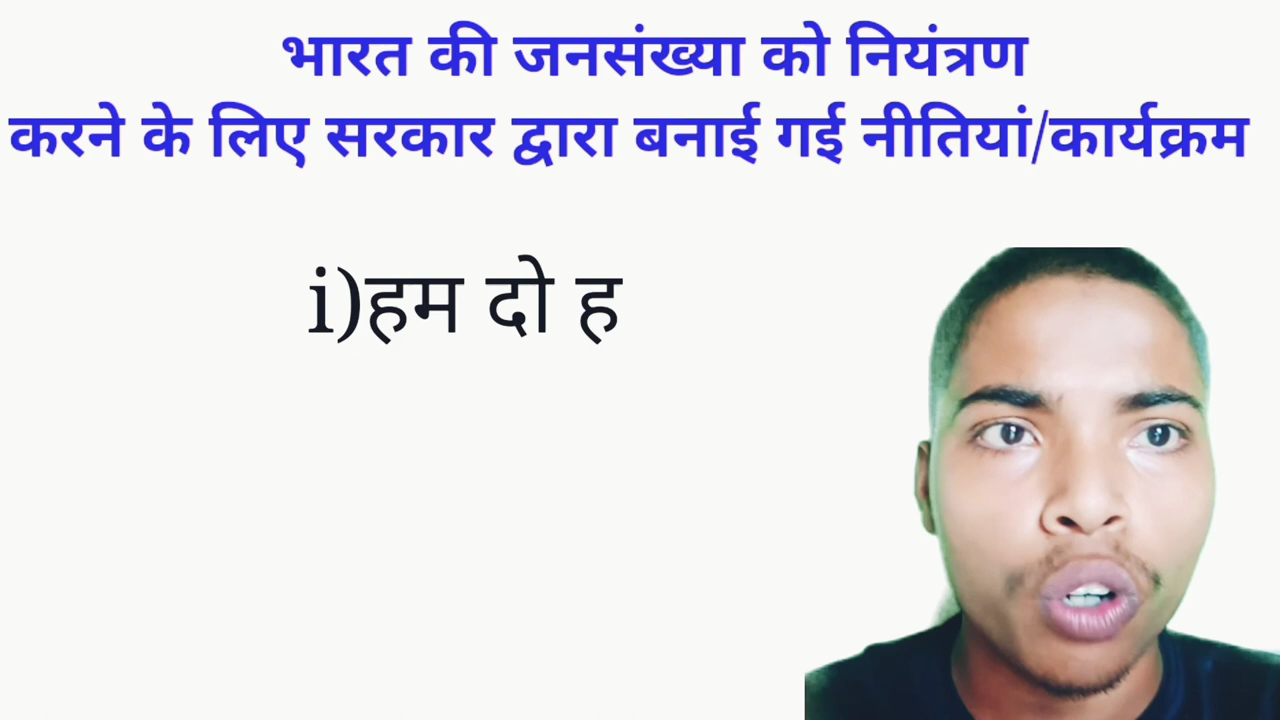 भारत की जनसंख्या को नियंत्रण
करने के लिए सरकार द्वारा बनाई गई नीतियां/कार्यक्रम
i)हम दो ह